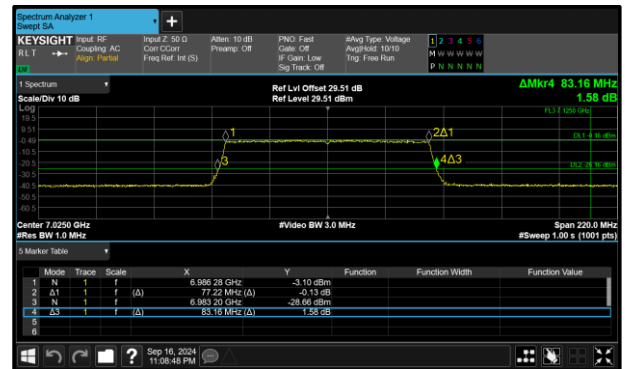 Spectrum Analyzer 1
Swept SA
+
KEYSIGHT Input: RF Input Z: 50 Ω Atten: 10 dB PNO: Fast #Avg Type: Voltage 1 2 3 4 5 6
RLT Coupling: AC Corr CCorr Preamp: Off Gate: Off Avg|Hold: 10/10 M W W W W W
Align: Partial Freq Ref: Int (S) IF Gain: Low Trig: Free Run
Sig Track: Off P N N N N N
LW
1 Spectrum Ref Lvl Offset 29.51 dB ΔMkr4 83.16 MHz
Scale/Div 10 dB Ref Level 29.51 dBm 1.58 dB
Log
19.5
9.51
-0.49
-10.5
-20.5
-30.5
-40.5
-50.5
-60.5
1
2Δ1
3
4Δ3
Center 7.0250 GHz #Video BW 3.0 MHz Span 220.0 MHz
#Res BW 1.0 MHz #Sweep 1.00 s (1001 pts)
5 Marker Table
Mode Trace Scale X Y Function Function Width Function Value
1 N 1 f 6.986 28 GHz -3.10 dBm
2 Δ1 1 f (Δ) 77.22 MHz (Δ) -0.13 dB
3 N 1 f 6.983 20 GHz -28.66 dBm
4 Δ3 1 f (Δ) 83.16 MHz (Δ) 1.58 dB
5
6
? Sep 16, 2024
11:08:48 PM